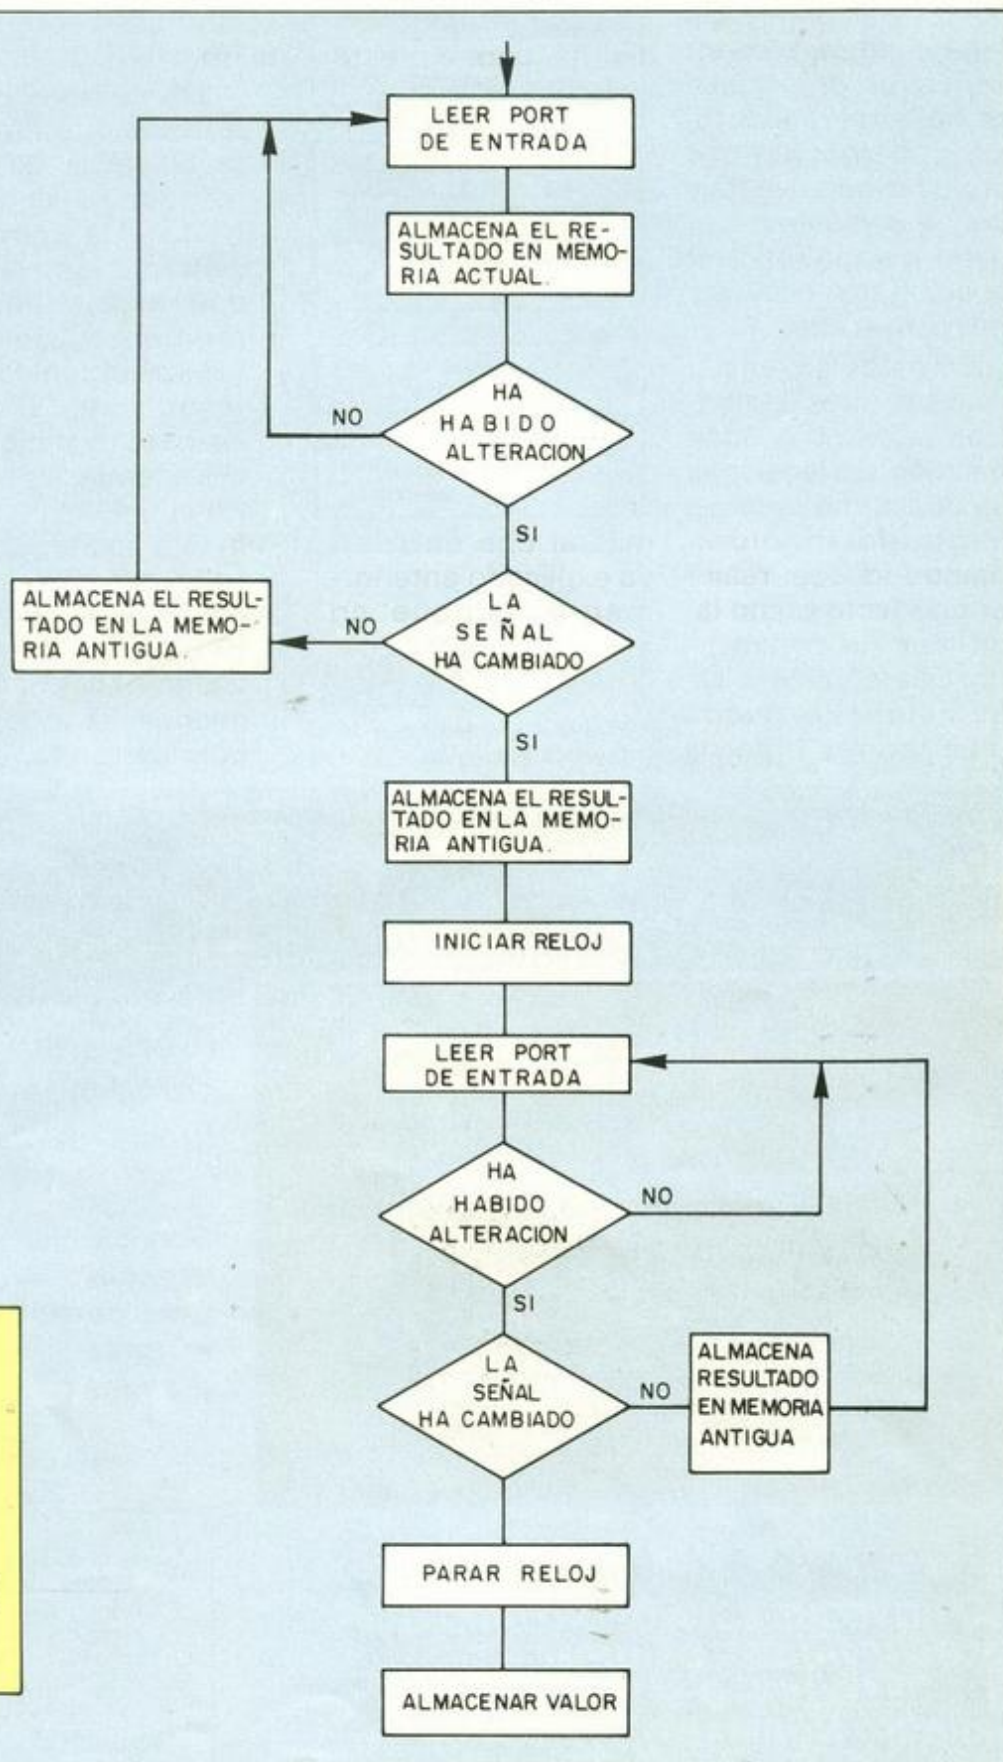 LEER PORT
DE ENTRADA
ALMACENA EL RE-
SULTADO EN MEMO-
RIA ACTUAL.
HA
HABIDO
ALTERACION
NO
SI
LA
SEÑAL
HA CAMBIADO
NO
ALMACENA EL RESUL-
TADO EN LA MEMO-
RIA ANTIGUA.
SI
ALMACENA EL RESUL-
TADO EN LA MEMO-
RIA ANTIGUA.
INICIAR RELOJ
LEER PORT
DE ENTRADA
HA
HABIDO
ALTERACION
NO
SI
LA
SEÑAL
HA CAMBIADO
NO
ALMACENA
RESULTADO
EN MEMORIA
ANTIGUA
PARAR RELOJ
ALMACENAR VALOR